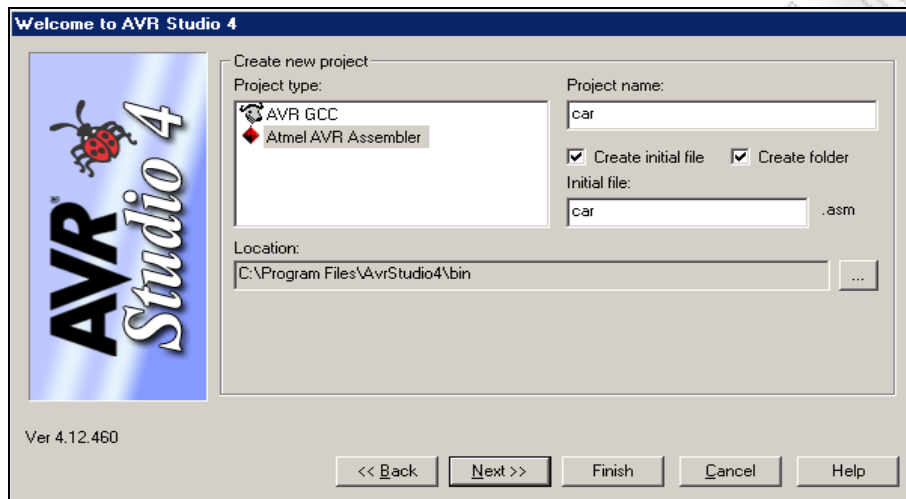 Welcome to AVR Studio 4
AVR® Studio 4
Create new project
Project type:
AVR GCC
Atmel AVR Assembler
Project name:
car
Create initial file
Create folder
Initial file:
car
.asm
Location:
C:\Program Files\AvrStudio4\bin
...
Ver 4.12.460
<< Back
Next >>
Finish
Cancel
Help